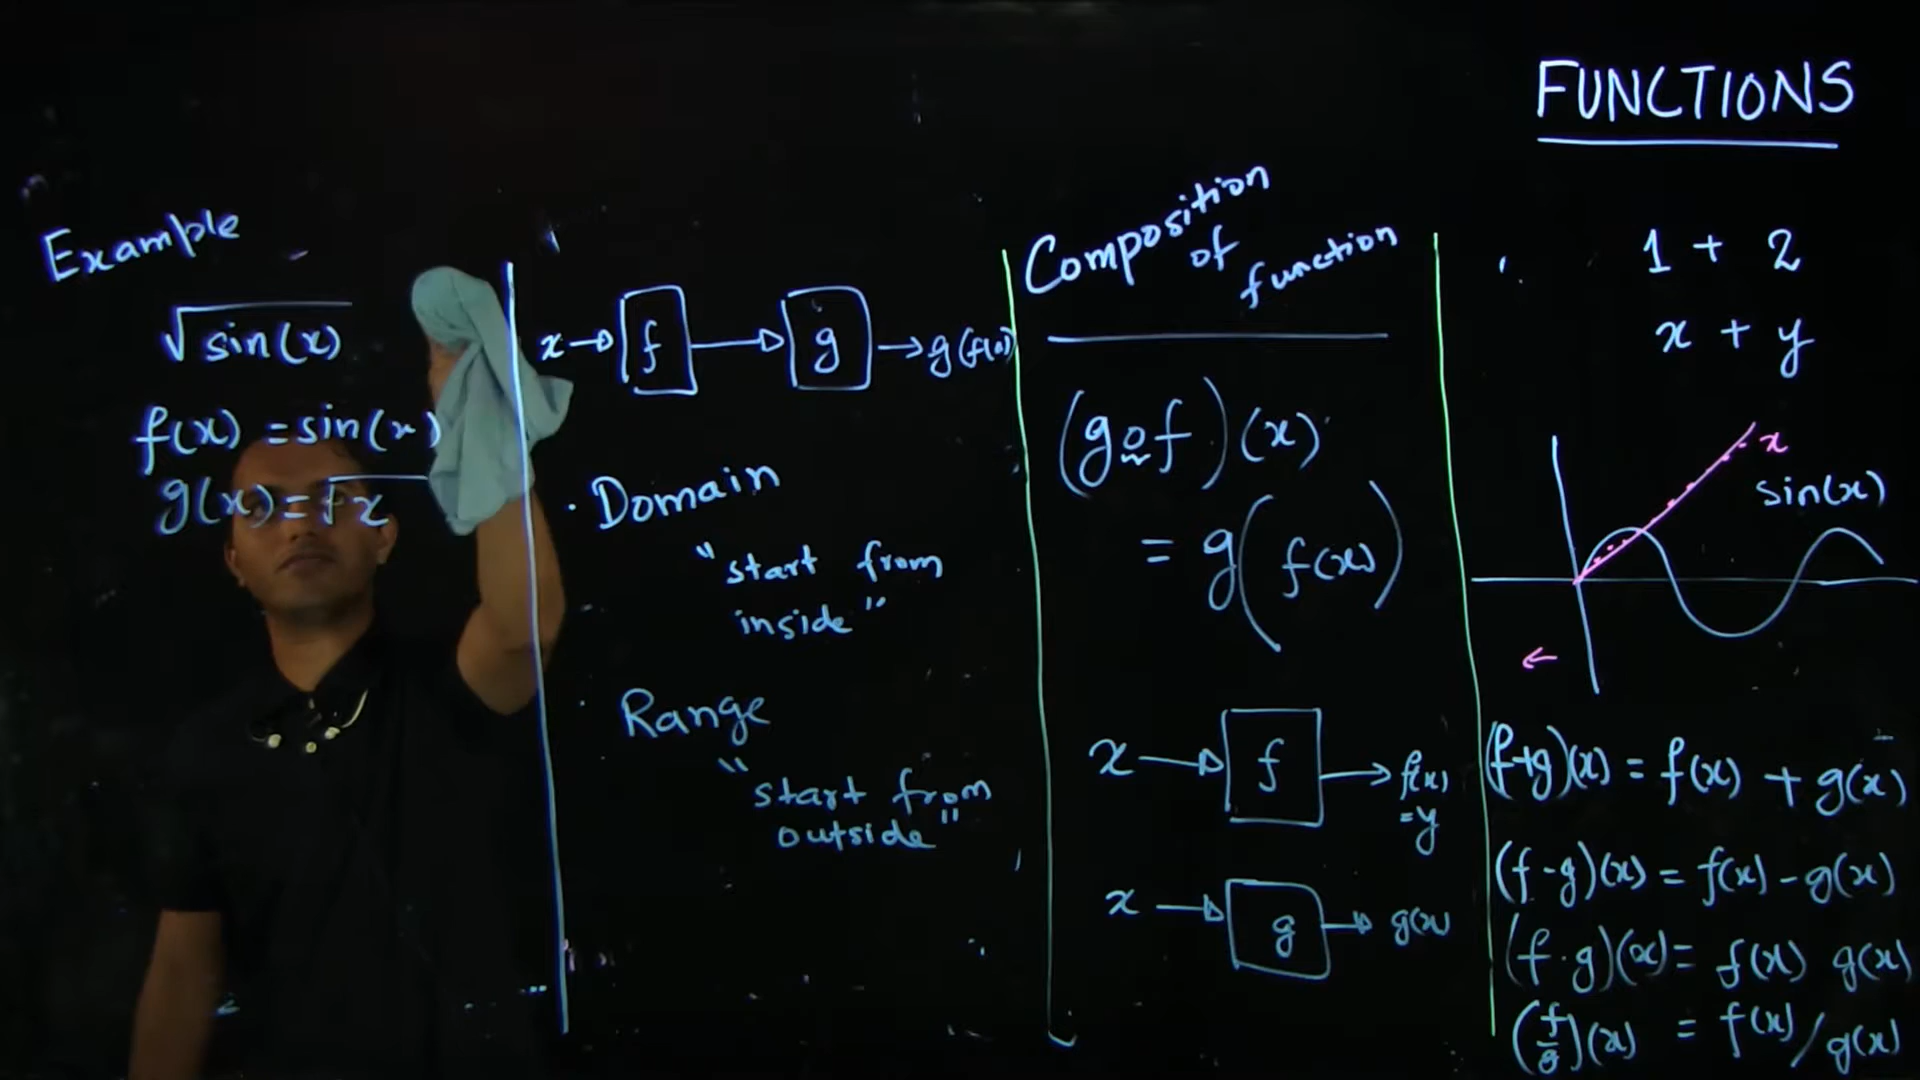 FUNCTIONS
Example
√sin(x)
f(x) = sin(x)
g(x) = √x
x → f → g → g(f(x))
· Domain
"start from
inside"
· Range
"start from
outside"
Composition
of
function
(g∘f)(x)
= g(f(x))
x → f → f(x)
= y
x → g → g(x)
1 + 2
x + y
x
sin(x)
(f+g)(x) = f(x) + g(x)
(f-g)(x) = f(x) - g(x)
(f·g)(x) = f(x) g(x)
(f/g)(x) = f(x)/g(x)